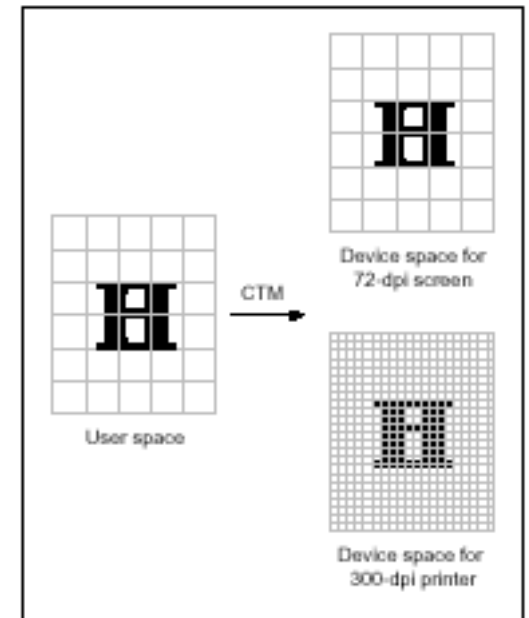 Device space for
72-dpi screen
CTM
User space
Device space for
300-dpi printer